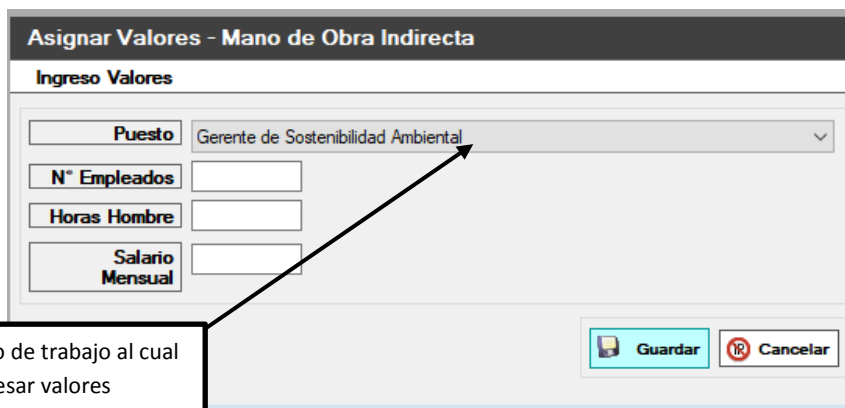 Asignar Valores - Mano de Obra Indirecta
Ingreso Valores
Puesto Gerente de Sostenibilidad Ambiental
N° Empleados
Horas Hombre
Salario
Mensual
de trabajo al cual
valores
Guardar Cancelar